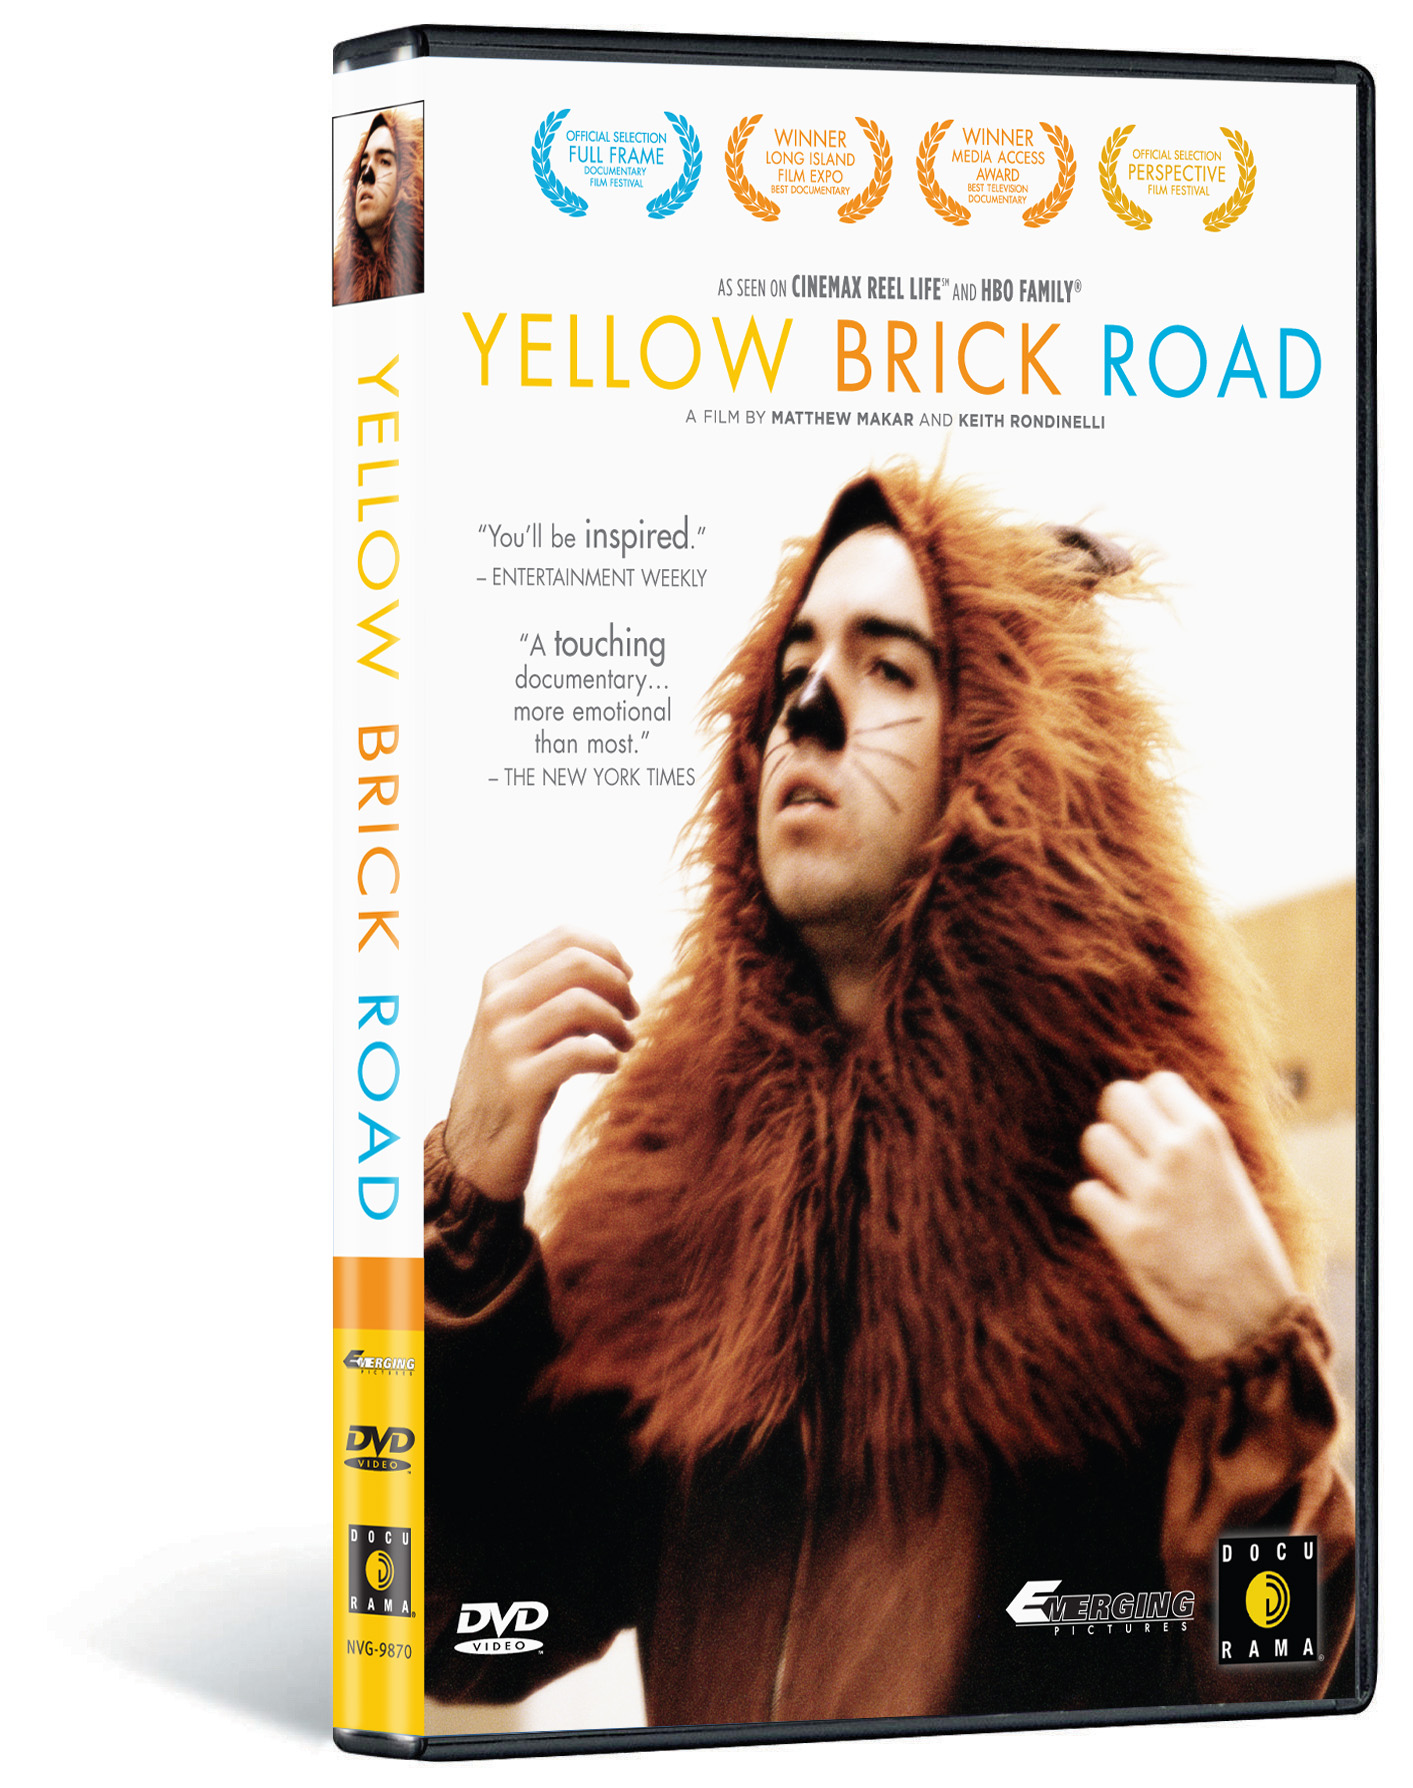 OFFICIAL SELECTION
FULL FRAME
DOCUMENTARY
FILM FESTIVAL
WINNER
LONG ISLAND
FILM EXPO
BEST DOCUMENTARY
WINNER
MEDIA ACCESS
AWARD
BEST TELEVISION
DOCUMENTARY
OFFICIAL SELECTION
PERSPECTIVE
FILM FESTIVAL
AS SEEN ON CINEMAX REEL LIFE℠ AND HBO FAMILY®
YELLOW BRICK ROAD
A FILM BY MATTHEW MAKAR AND KEITH RONDINELLI
“You’ll be inspired.”
– ENTERTAINMENT WEEKLY
“A touching
documentary…
more emotional
than most.”
– THE NEW YORK TIMES
DVD
VIDEO™
EMERGING
PICTURES
DOCU
RAMA®
YELLOW BRICK ROAD
EMERGING
PICTURES
DVD
VIDEO™
DOCU
RAMA®
NVG-9870